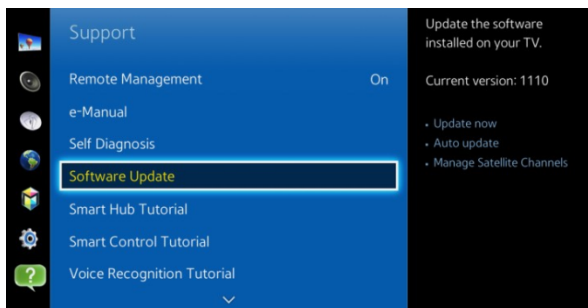 Support
Remote Management On
e-Manual
Self Diagnosis
Software Update
Smart Hub Tutorial
Smart Control Tutorial
Voice Recognition Tutorial
Update the software
installed on your TV.
Current version: 1110
• Update now
• Auto update
• Manage Satellite Channels
?